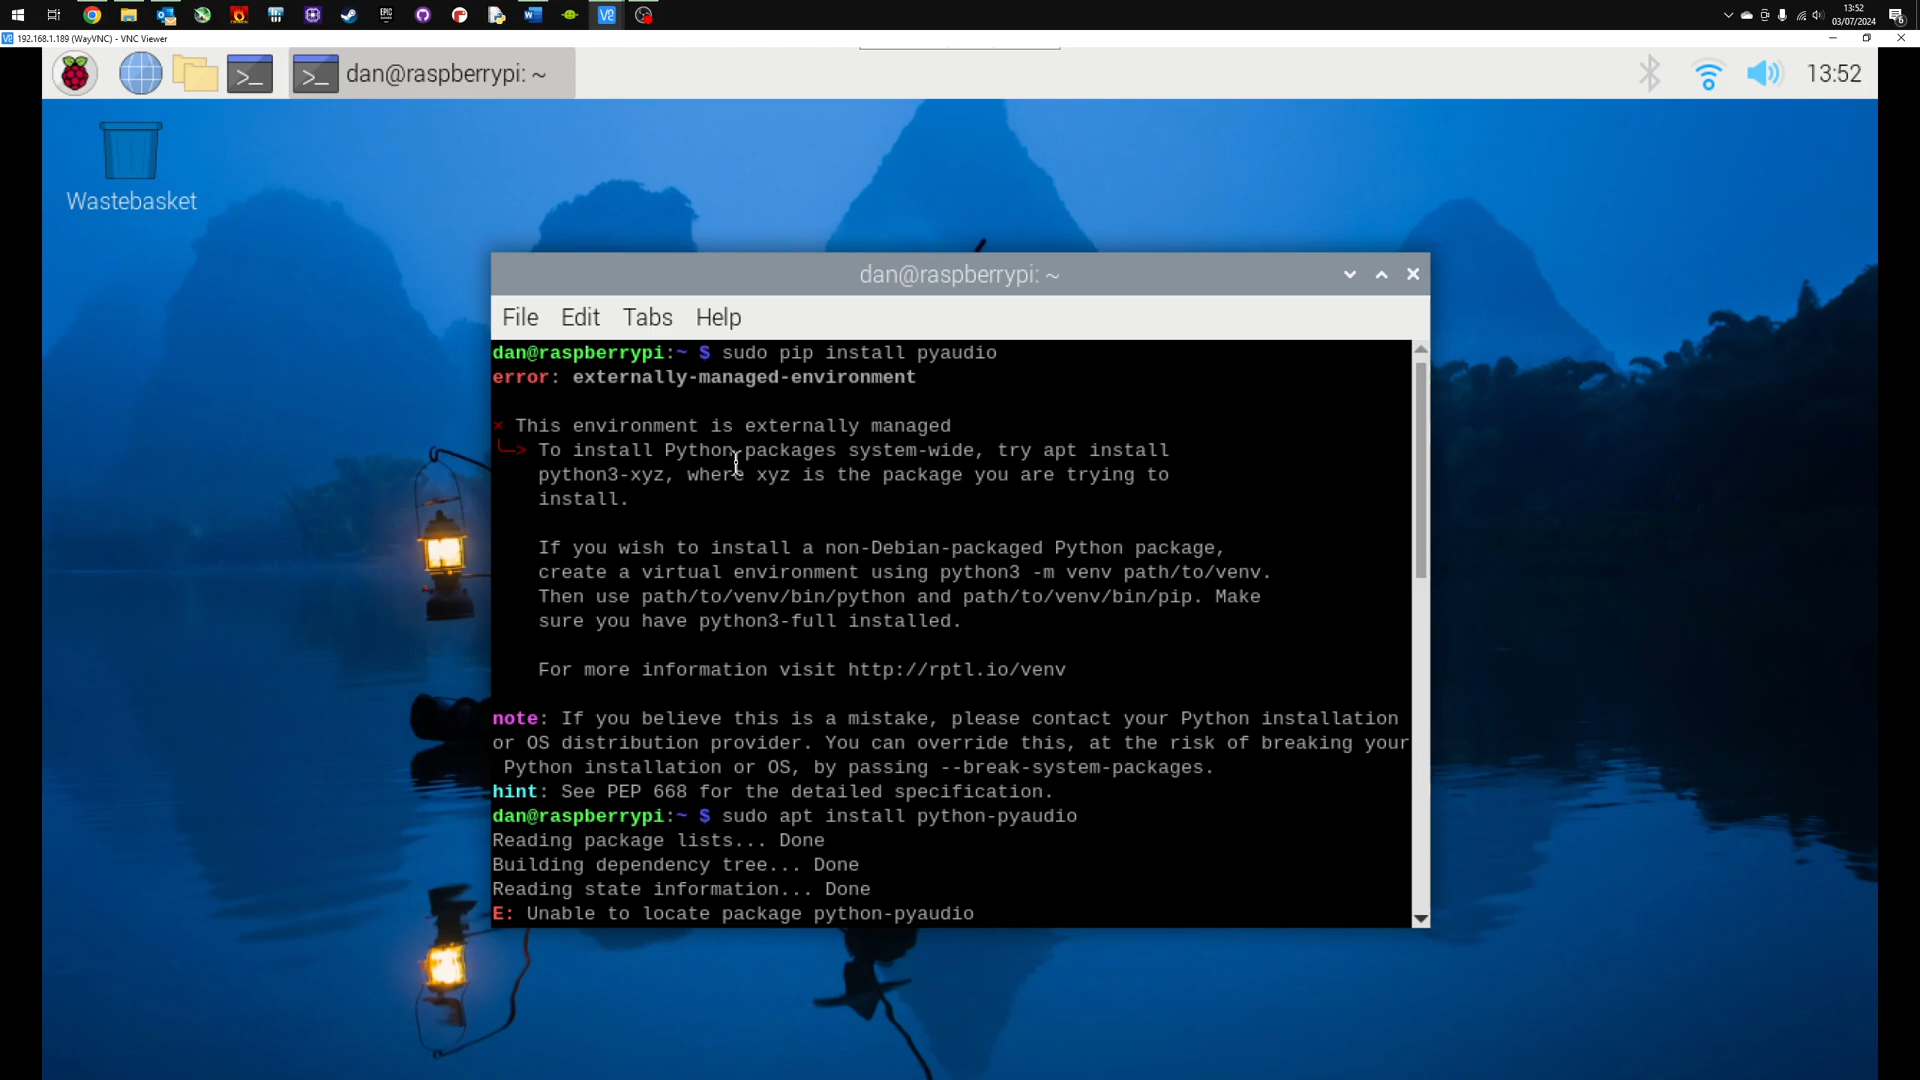 13:52
03/07/2024
192.168.1.189 (WayVNC) - VNC Viewer
dan@raspberrypi: ~
13:52
Wastebasket
dan@raspberrypi: ~
File Edit Tabs Help
dan@raspberrypi:~ $ sudo pip install pyaudio
error: externally-managed-environment
× This environment is externally managed
╰─> To install Python packages system-wide, try apt install
python3-xyz, where xyz is the package you are trying to
install.
If you wish to install a non-Debian-packaged Python package,
create a virtual environment using python3 -m venv path/to/venv.
Then use path/to/venv/bin/python and path/to/venv/bin/pip. Make
sure you have python3-full installed.
For more information visit http://rptl.io/venv
note: If you believe this is a mistake, please contact your Python installation
or OS distribution provider. You can override this, at the risk of breaking your
Python installation or OS, by passing --break-system-packages.
hint: See PEP 668 for the detailed specification.
dan@raspberrypi:~ $ sudo apt install python-pyaudio
Reading package lists... Done
Building dependency tree... Done
Reading state information... Done
E: Unable to locate package python-pyaudio